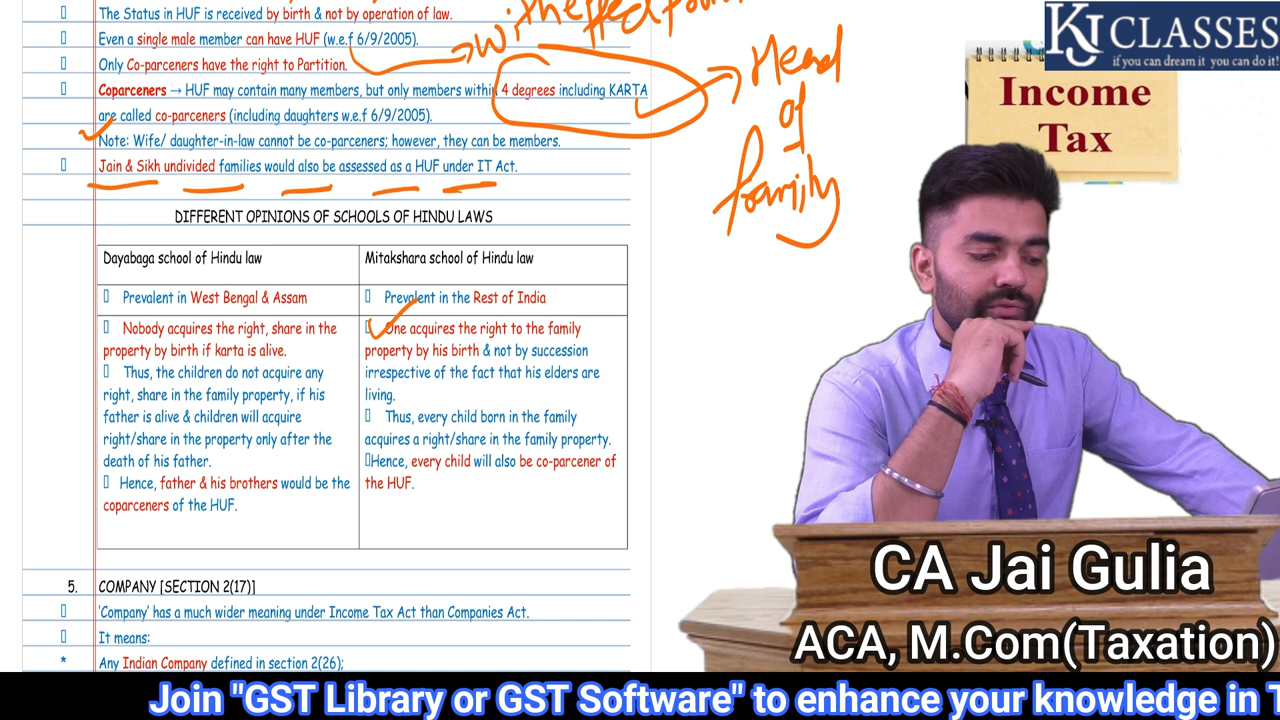 The Status in HUF is received by birth & not by operation of law.
Even a single male member can have HUF (w.e.f 6/9/2005).
Only Co-parceners have the right to Partition.
Coparceners → HUF may contain many members, but only members within 4 degrees including KARTA
are called co-parceners (including daughters w.e.f 6/9/2005).
Note: Wife/ daughter-in-law cannot be co-parceners; however, they can be members.
Jain & Sikh undivided families would also be assessed as a HUF under IT Act.
Head
of
family
DIFFERENT OPINIONS OF SCHOOLS OF HINDU LAWS
Dayabaga school of Hindu law
Prevalent in West Bengal & Assam
Nobody acquires the right, share in the
property by birth if karta is alive.
Thus, the children do not acquire any
right, share in the family property, if his
father is alive & children will acquire
right/share in the property only after the
death of his father.
Hence, father & his brothers would be the
coparceners of the HUF.
Mitakshara school of Hindu law
Prevalent in the Rest of India
One acquires the right to the family
property by his birth & not by succession
irrespective of the fact that his elders are
living.
Thus, every child born in the family
acquires a right/share in the family property.
Hence, every child will also be co-parcener of
the HUF.
5. COMPANY [SECTION 2(17)]
‘Company’ has a much wider meaning under Income Tax Act than Companies Act.
It means:
* Any Indian Company defined in section 2(26);
KJ CLASSES
if you can dream it you can do it!
Income
Tax
CA Jai Gulia
ACA, M.Com(Taxation)
Join "GST Library or GST Software" to enhance your knowledge in T